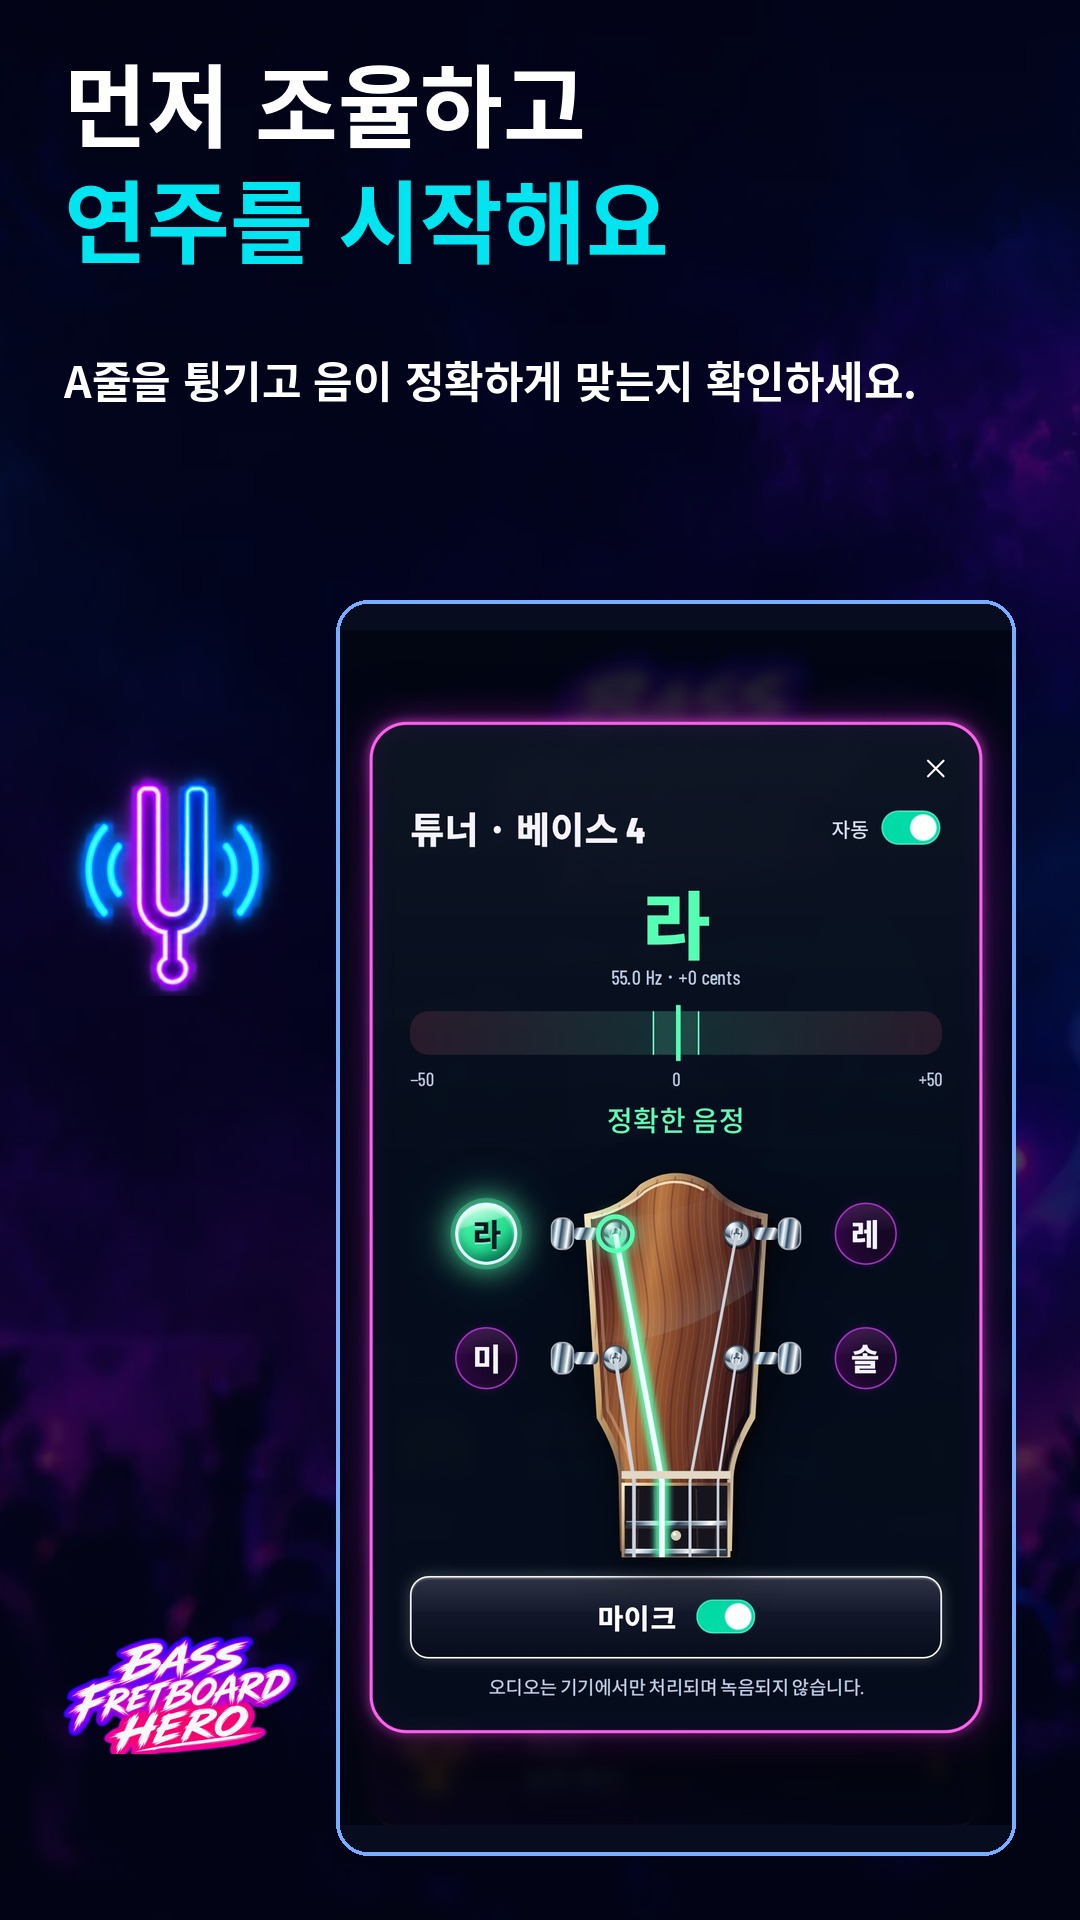 먼저 조율하고
연주를 시작해요
A줄을 튕기고 음이 정확하게 맞는지 확인하세요.
BASS
튜너 · 베이스 4
자동
라
55.0 Hz · +0 cents
−50 0 +50
정확한 음정
라 레
미 솔
마이크
오디오는 기기에서만 처리되며 녹음되지 않습니다.
BASS
FRETBOARD
HERO